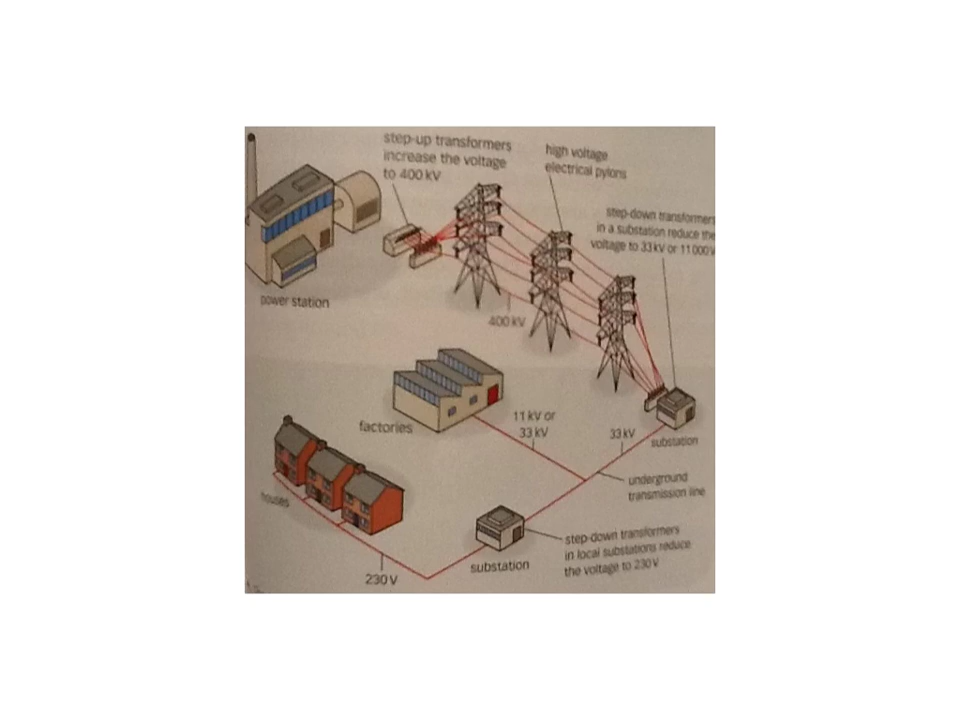 step-up transformers
increase the voltage
to 400 kV
high voltage
electrical pylons
step-down transformers
in a substation reduce the
voltage to 33 kV or 11 000 V
power station
400 kV
factories
11 kV or
33 kV
33 kV
substation
underground
transmission line
houses
step-down transformers
in local substations reduce
the voltage to 230 V
substation
230 V